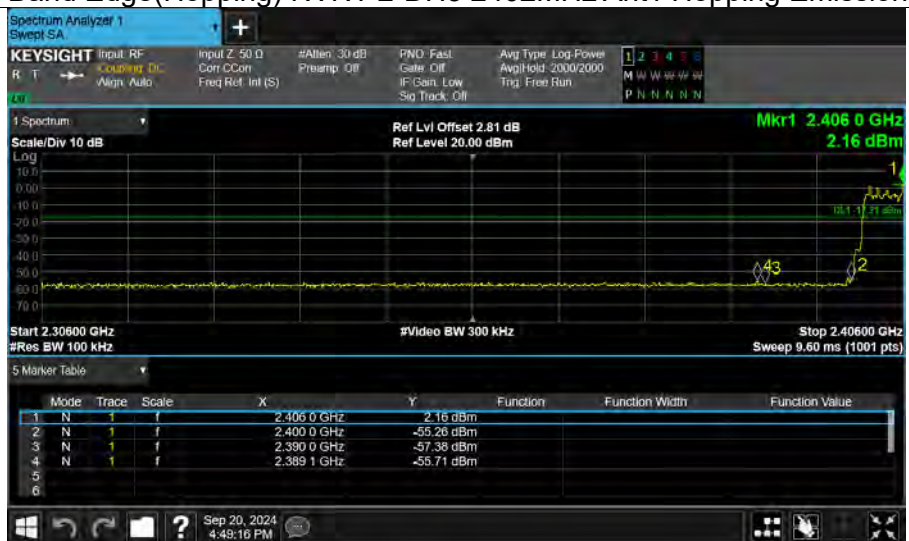 Spectrum Analyzer 1
Swept SA
+
KEYSIGHT Input: RF Input Z: 50 Ω #Atten: 30 dB PNO: Fast Avg Type: Log-Power 1 2 3 4 5 6
R T Coupling: DC Corr CCorr Preamp: Off Gate: Off Avg|Hold: 2000/2000 M W W W W W
Align: Auto Freq Ref: Int (S) IF Gain: Low Trig: Free Run
Sig Track: Off P N N N N N
1 Spectrum Ref Lvl Offset 2.81 dB Mkr1 2.406 0 GHz
Scale/Div 10 dB Ref Level 20.00 dBm 2.16 dBm
Log
10.0 1
0.00
-10.0
-20.0
-30.0
-40.0
-50.0 43 2
-60.0
-70.0
Start 2.30600 GHz #Video BW 300 kHz Stop 2.40600 GHz
#Res BW 100 kHz Sweep 9.60 ms (1001 pts)
5 Marker Table
Mode Trace Scale X Y Function Function Width Function Value
1 N 1 f 2.406 0 GHz 2.16 dBm
2 N 1 f 2.400 0 GHz -55.26 dBm
3 N 1 f 2.390 0 GHz -57.38 dBm
4 N 1 f 2.389 1 GHz -55.71 dBm
5
6
? Sep 20, 2024
4:49:16 PM